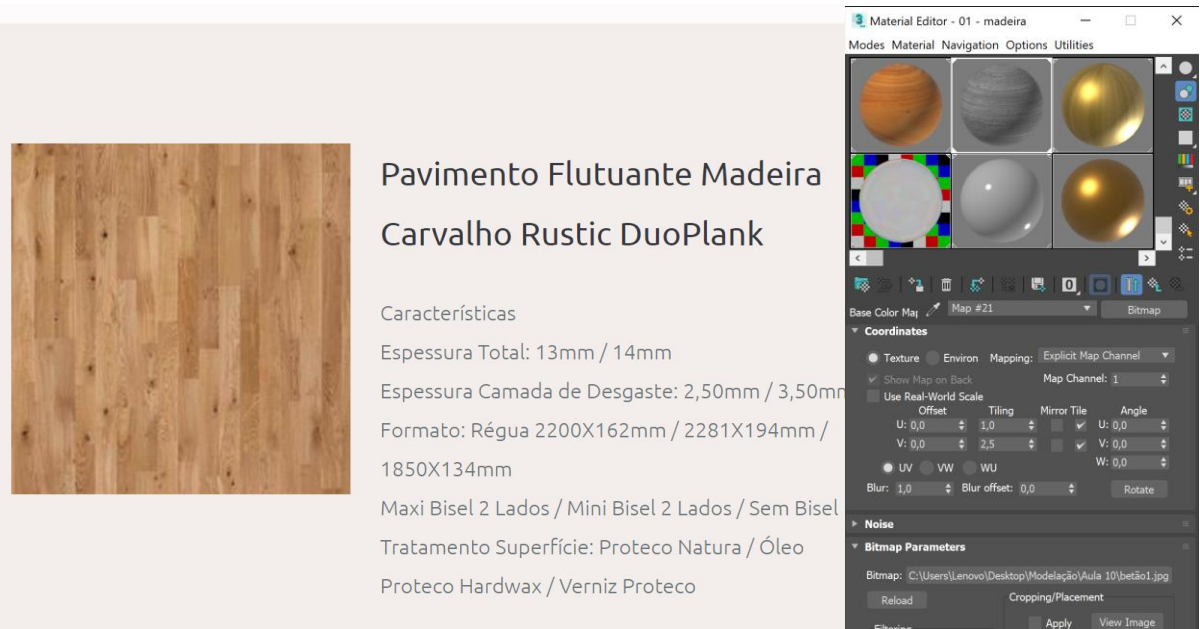 Pavimento Flutuante Madeira
Carvalho Rustic DuoPlank
Características
Espessura Total: 13mm / 14mm
Espessura Camada de Desgaste: 2,50mm / 3,50mm
Formato: Régua 2200X162mm / 2281X194mm /
1850X134mm
Maxi Bisel 2 Lados / Mini Bisel 2 Lados / Sem Bisel
Tratamento Superfície: Proteco Natura / Óleo
Proteco Hardwax / Verniz Proteco
3 Material Editor - 01 - madeira
Modes Material Navigation Options Utilities
0
Base Color Map Map #21 Bitmap
Coordinates
Texture Environ Mapping: Explicit Map Channel
Show Map on Back Map Channel: 1
Use Real-World Scale
Offset Tiling Mirror Tile Angle
U: 0,0 1,0 U: 0,0
V: 0,0 2,5 V: 0,0
UV VW WU W: 0,0
Blur: 1,0 Blur offset: 0,0 Rotate
Noise
Bitmap Parameters
Bitmap: C:\Users\Lenovo\Desktop\Modelação\Aula 10\betão1.jpg
Reload Cropping/Placement
Filtering Apply View Image